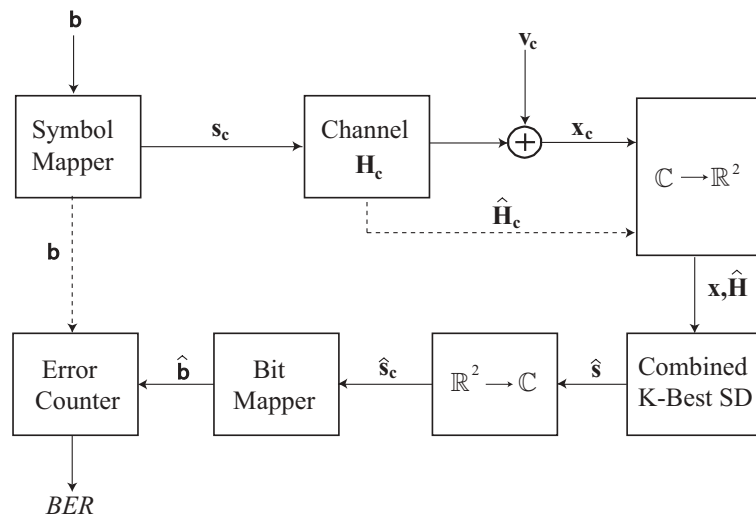 b
v_c
Symbol
Mapper
s_c
Channel
H_c
+
x_c
ℂ → ℝ²
Ĥ_c
b
x,Ĥ
Error
Counter
b̂
Bit
Mapper
ŝ_c
ℝ² → ℂ
ŝ
Combined
K-Best SD
BER